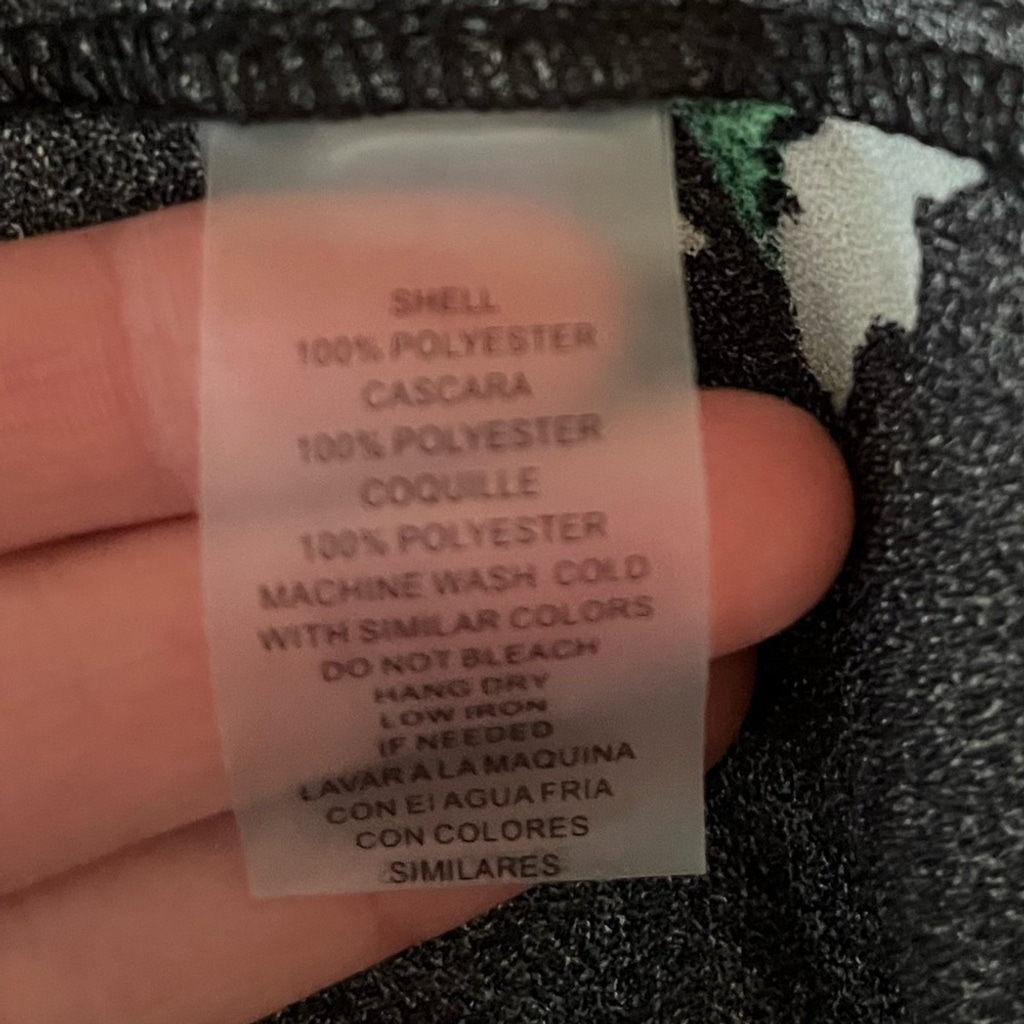 SHELL
100% POLYESTER
CASCARA
100% POLYESTER
COQUILLE
100% POLYESTER
MACHINE WASH COLD
WITH SIMILAR COLORS
DO NOT BLEACH
HANG DRY
LOW IRON
IF NEEDED
LAVAR A LA MAQUINA
CON El AGUA FRIA
CON COLORES
SIMILARES